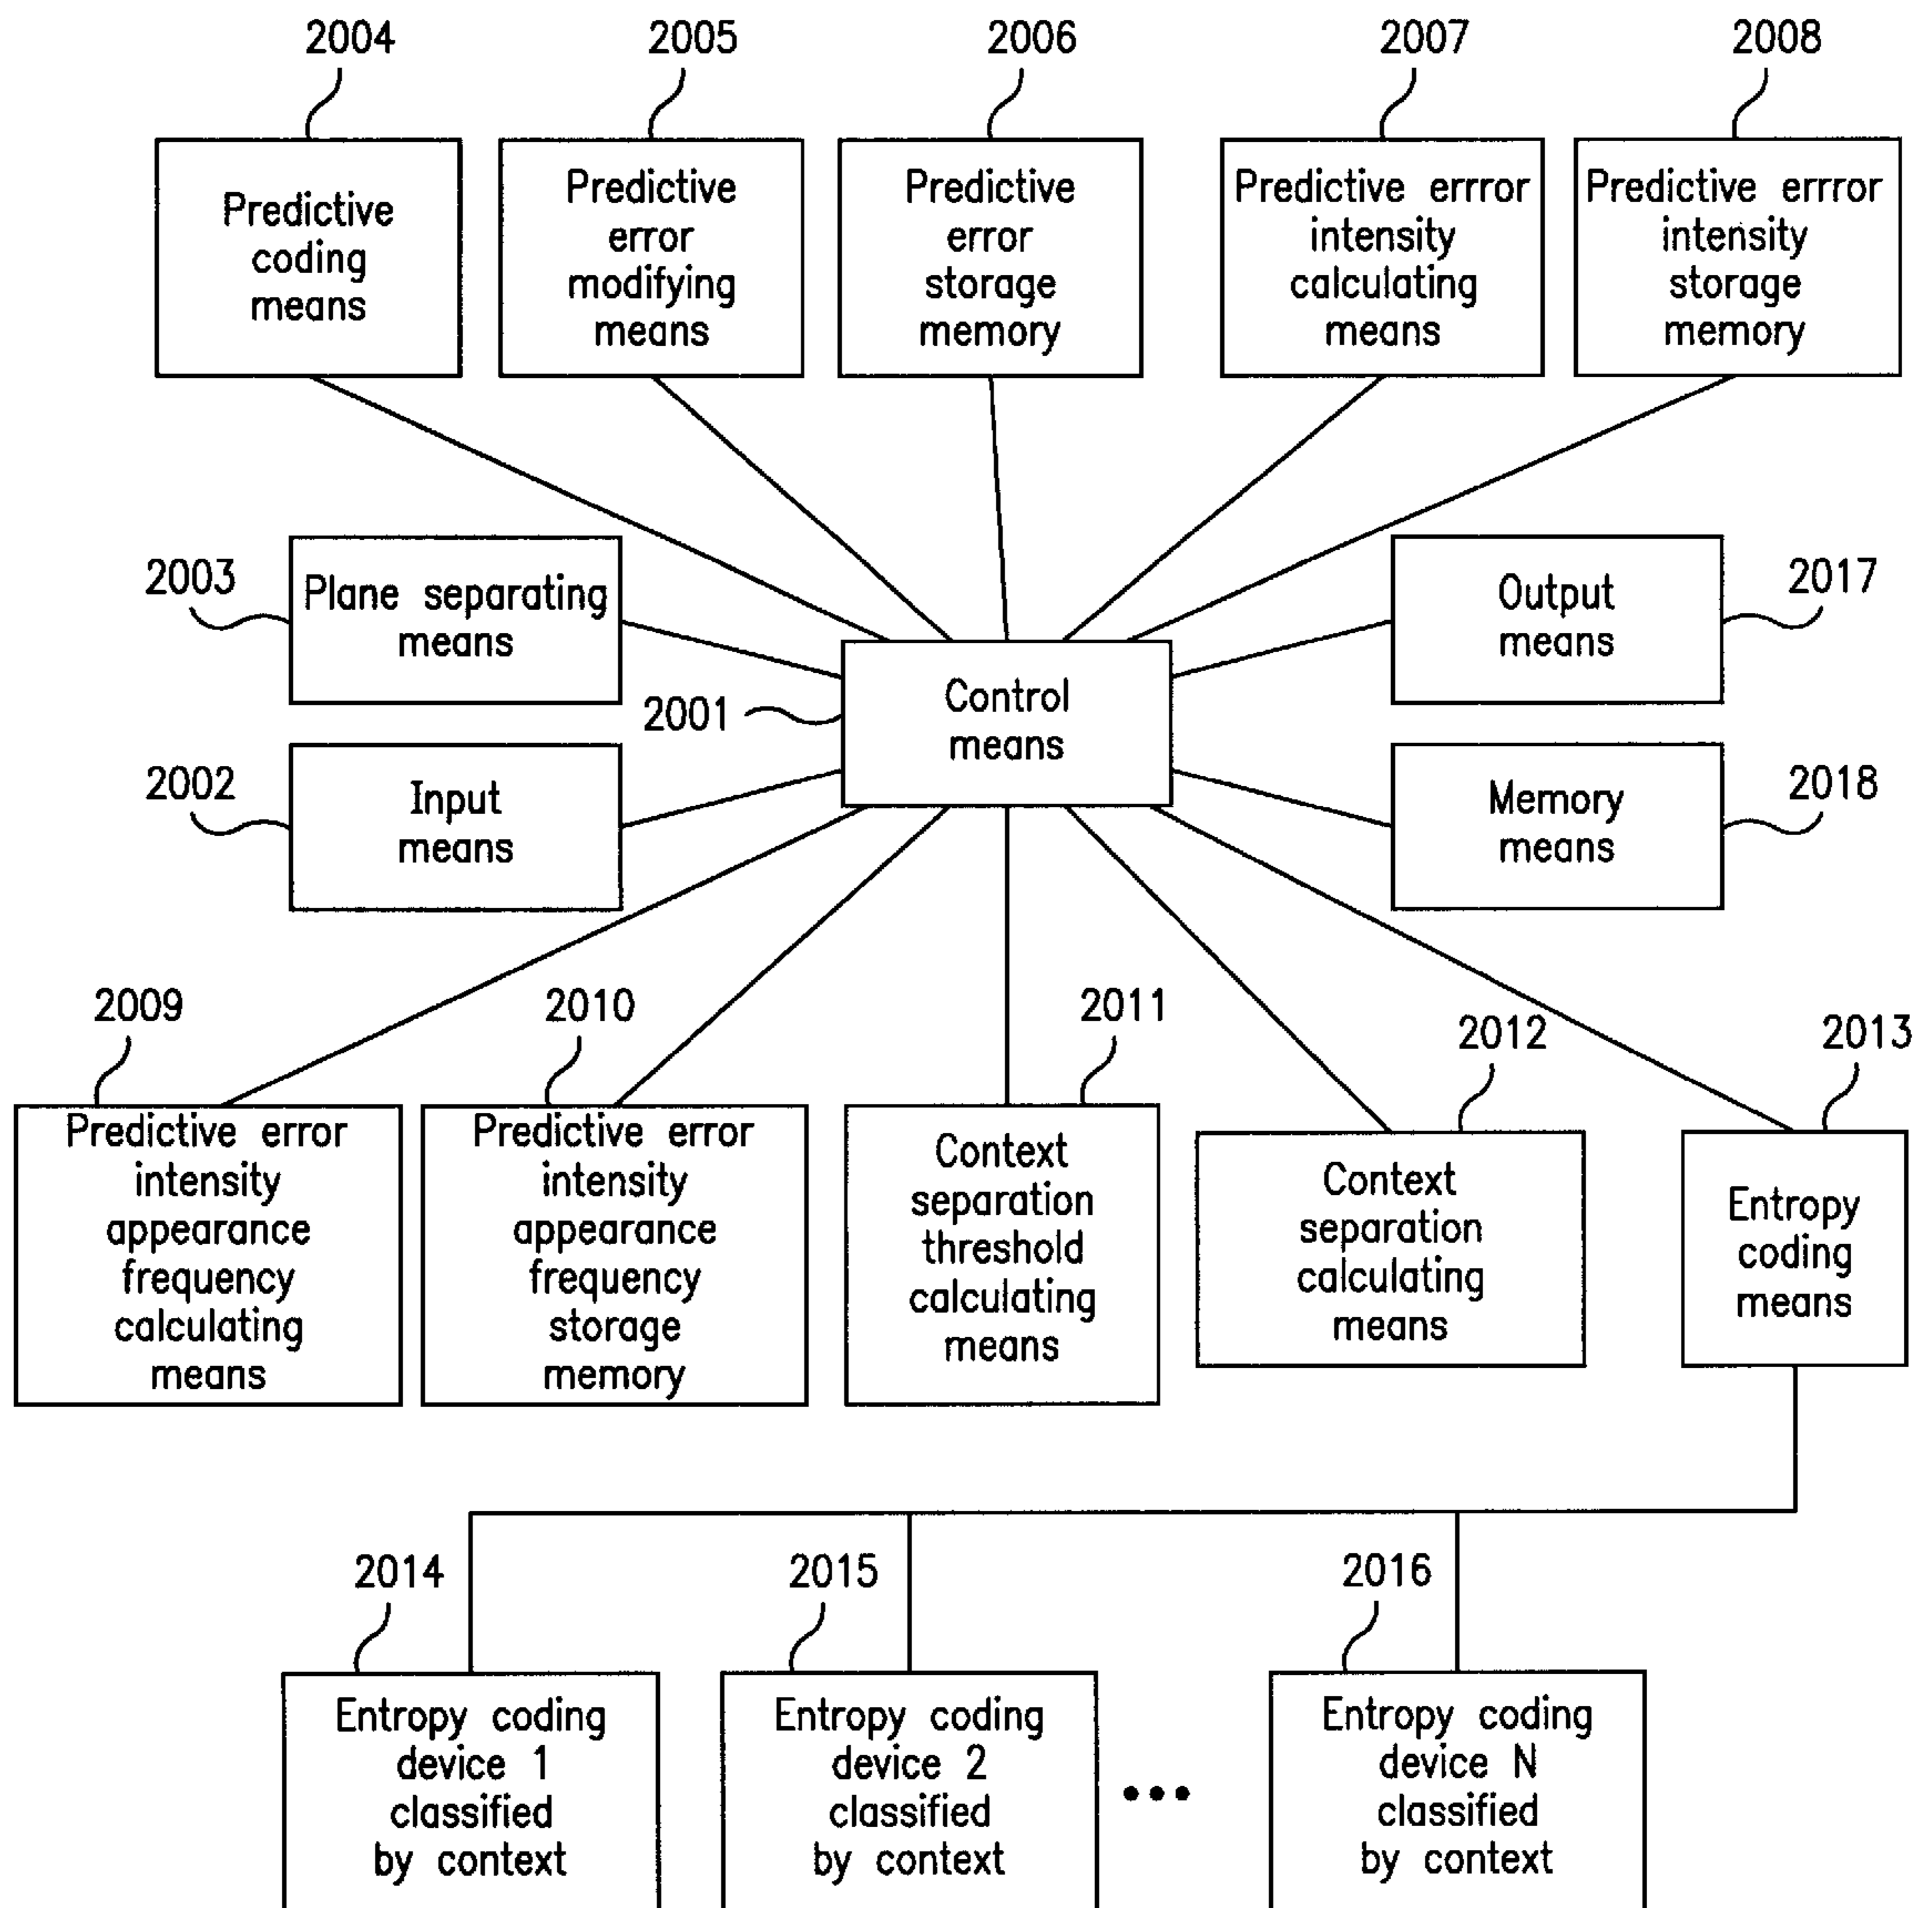 2004
2005
2006
2007
2008
Predictive
coding
means
Predictive
error
modifying
means
Predictive
error
storage
memory
Predictive errror
intensity
calculating
means
Predictive errror
intensity
storage
memory
2003
Plane separating
means
Output
means
2017
2001
Control
means
2002
Input
means
Memory
means
2018
2009
2010
2011
2012
2013
Predictive error
intensity
appearance
frequency
calculating
means
Predictive error
intensity
appearance
frequency
storage
memory
Context
separation
threshold
calculating
means
Context
separation
calculating
means
Entropy
coding
means
2014
2015
2016
Entropy coding
device 1
classified
by context
Entropy coding
device 2
classified
by context
•••
Entropy coding
device N
classified
by context